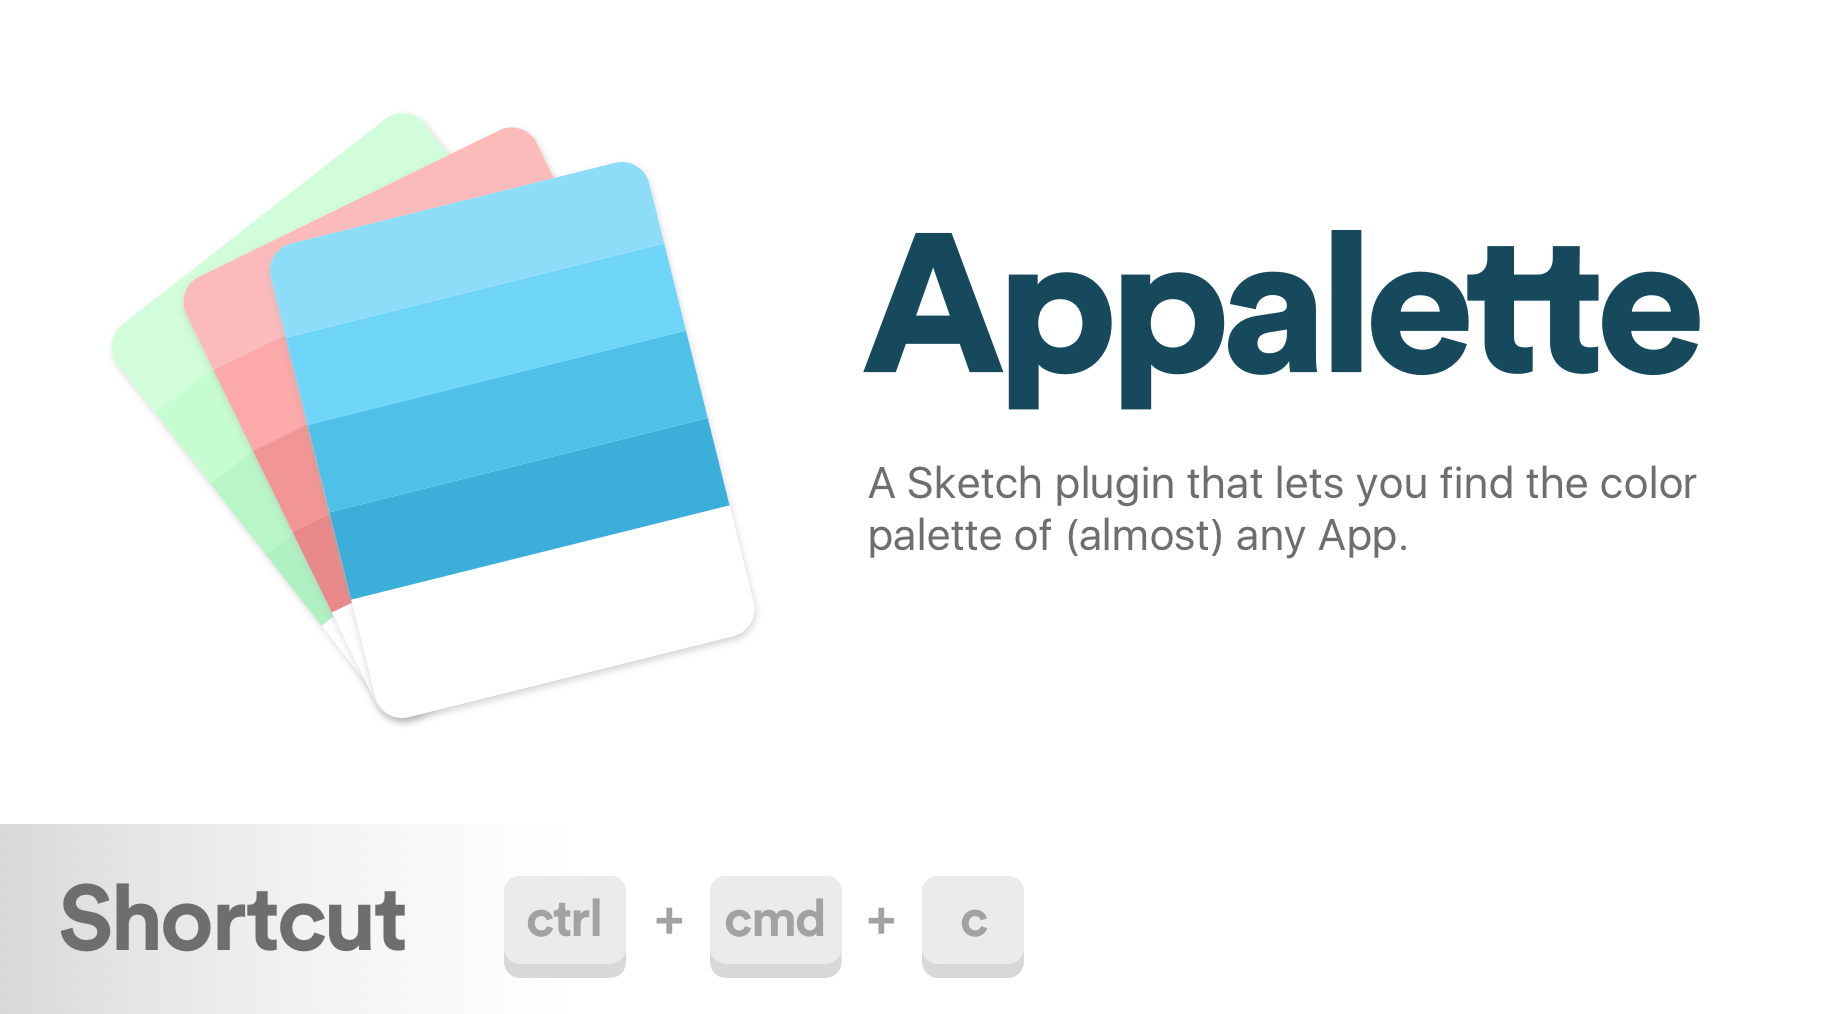 Appalette
A Sketch plugin that lets you find the color
palette of (almost) any App.
Shortcut ctrl + cmd + c